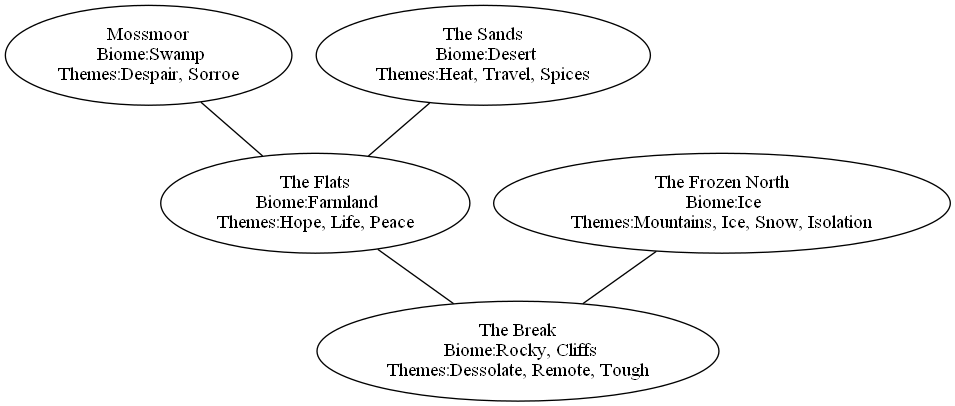 Mossmoor
Biome:Swamp
Themes:Despair, Sorroe
The Sands
Biome:Desert
Themes:Heat, Travel, Spices
The Flats
Biome:Farmland
Themes:Hope, Life, Peace
The Frozen North
Biome:Ice
Themes:Mountains, Ice, Snow, Isolation
The Break
Biome:Rocky, Cliffs
Themes:Dessolate, Remote, Tough